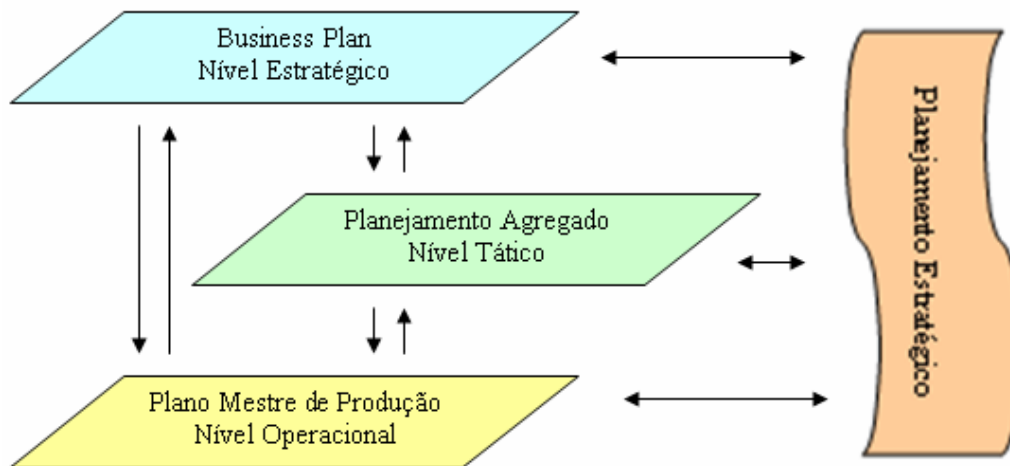 Business Plan
Nível Estratégico
Planejamento Agregado
Nível Tático
Plano Mestre de Produção
Nível Operacional
Planejamento Estratégico